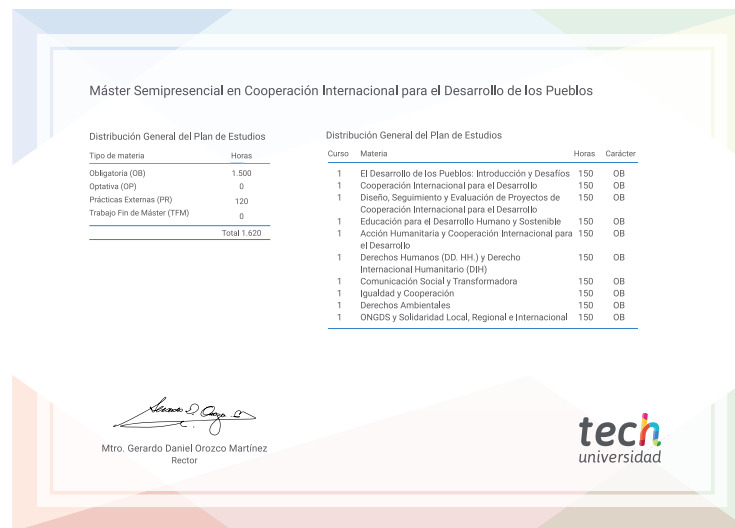 Máster Semipresencial en Cooperación Internacional para el Desarrollo de los Pueblos
Distribución General del Plan de Estudios
Tipo de materia Horas
Obligatoria (OB) 1.500
Optativa (OP) 0
Prácticas Externas (PR) 120
Trabajo Fin de Máster (TFM) 0
Total 1.620
Distribución General del Plan de Estudios
Curso Materia Horas Carácter
1 El Desarrollo de los Pueblos: Introducción y Desafíos 150 OB
1 Cooperación Internacional para el Desarrollo 150 OB
1 Diseño, Seguimiento y Evaluación de Proyectos de 150 OB
Cooperación Internacional para el Desarrollo
1 Educación para el Desarrollo Humano y Sostenible 150 OB
1 Acción Humanitaria y Cooperación Internacional para 150 OB
el Desarrollo
1 Derechos Humanos (DD. HH.) y Derecho 150 OB
Internacional Humanitario (DIH)
1 Comunicación Social y Transformadora 150 OB
1 Igualdad y Cooperación 150 OB
1 Derechos Ambientales 150 OB
1 ONGDS y Solidaridad Local, Regional e Internacional 150 OB
Mtro. Gerardo Daniel Orozco Martínez
Rector
tech
universidad